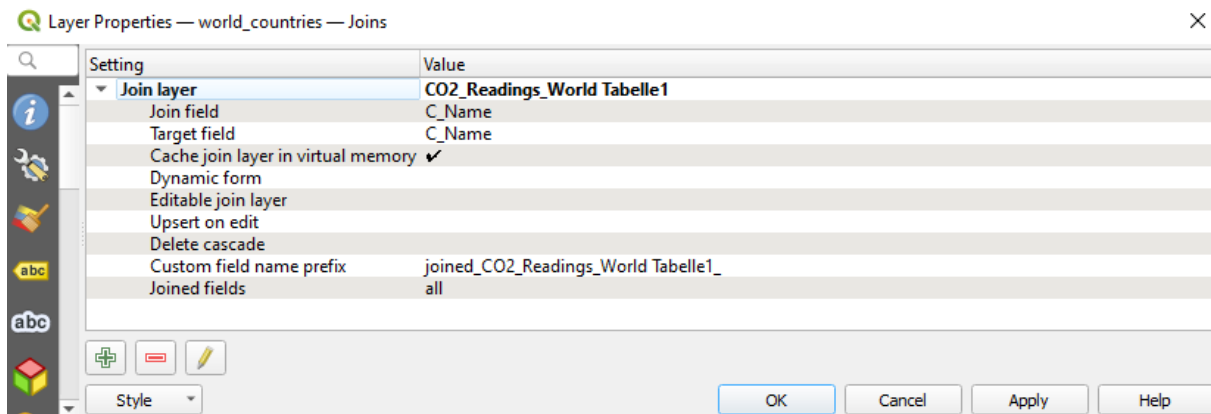 Layer Properties — world_countries — Joins
Setting Value
Join layer CO2_Readings_World Tabelle1
Join field C_Name
Target field C_Name
Cache join layer in virtual memory ✔
Dynamic form
Editable join layer
Upsert on edit
Delete cascade
Custom field name prefix joined_CO2_Readings_World Tabelle1_
Joined fields all
abc
abc
Style OK Cancel Apply Help